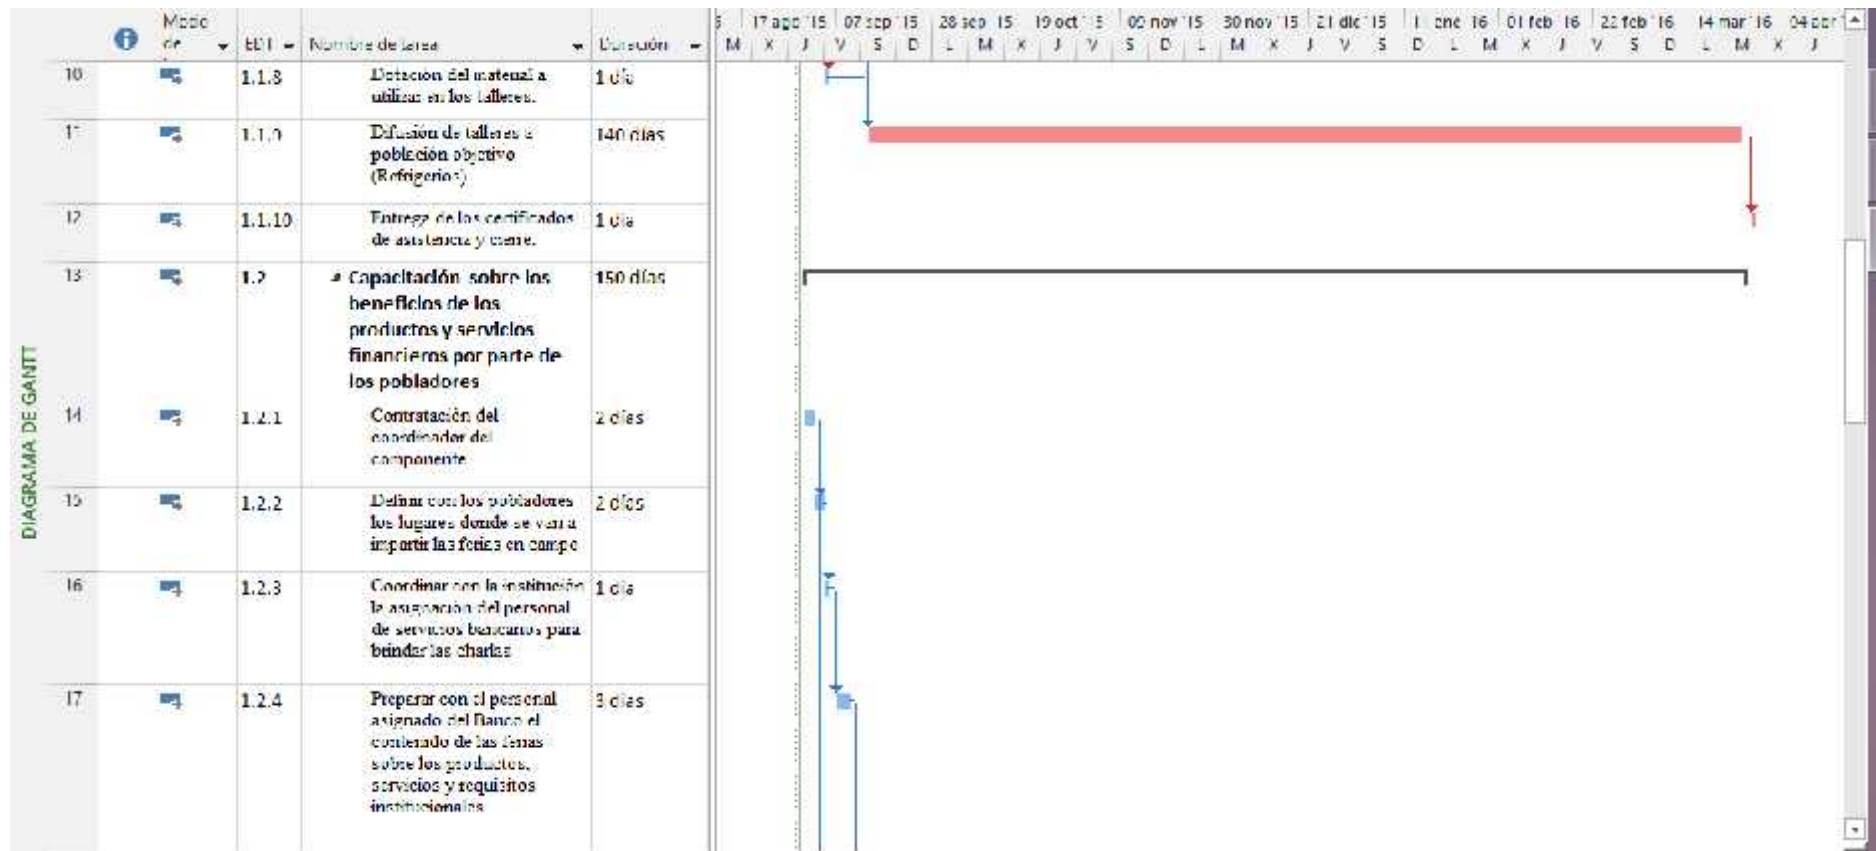 Modo
de
EDT
Nombre de tarea
Duración
17 ago '15
07 sep '15
28 sep '15
19 oct '15
09 nov '15
30 nov '15
21 dic '15
ene '16
01 feb '16
22 feb '16
14 mar '16
M X J V S D L M X J V S D L M X J V S D L M X J V S D L M X J
10
1.1.8
Dotación del material a
utilizar en los talleres.
1 día
11
1.1.9
Difusión de talleres a
población objetivo
(Refrigerios)
140 días
12
1.1.10
Entrega de los certificados
de asistencia y cierre.
1 día
13
1.2
Capacitación sobre los
beneficios de los
productos y servicios
financieros por parte de
los pobladores
150 días
14
1.2.1
Contratación del
coordinador del
componente
2 días
15
1.2.2
Definir con los pobladores
los lugares donde se van a
impartir las ferias en campo
2 días
16
1.2.3
Coordinar con la institución
la asignación del personal
de servicios bancarios para
brindar las charlas
1 día
17
1.2.4
Preparar con el personal
asignado del Banco el
contenido de las ferias
sobre los productos,
servicios y requisitos
institucionales
3 días
DIAGRAMA DE GANTT